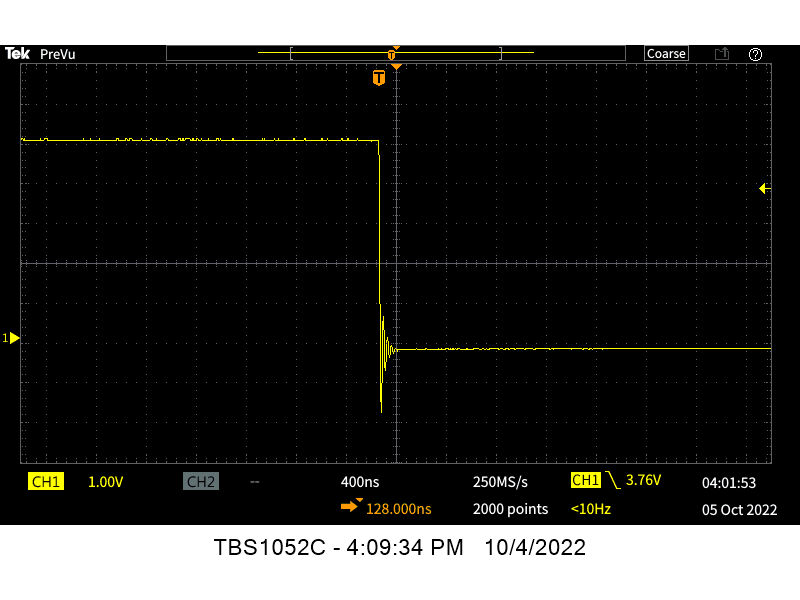 Tek PreVu T Coarse ?
T
1
CH1 1.00V CH2 -- 400ns 250MS/s CH1 3.76V 04:01:53
128.000ns 2000 points <10Hz 05 Oct 2022
TBS1052C - 4:09:34 PM 10/4/2022